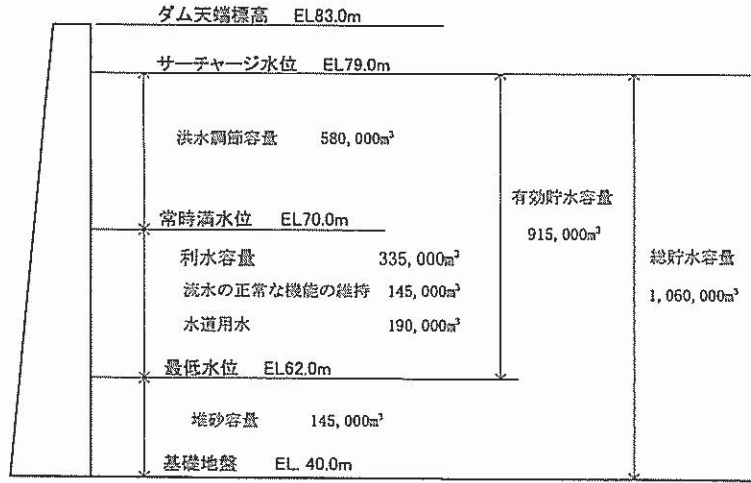 ダム天端標高 EL83.0m
サーチャージ水位 EL79.0m
洪水調節容量 580,000m³
有効貯水容量
915,000m³
常時満水位 EL70.0m
利水容量 335,000m³
総貯水容量
流水の正常な機能の維持 145,000m³
1,060,000m³
水道用水 190,000m³
最低水位 EL62.0m
堆砂容量 145,000m³
基礎地盤 EL. 40.0m